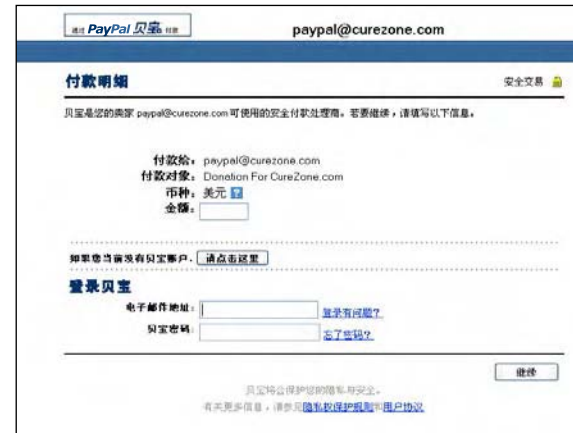 通过 PayPal 贝宝 付款
paypal@curezone.com
付款明细
安全交易
贝宝是您的卖家 paypal@curezone.com 可使用的安全付款处理商。若要继续，请填写以下信息。
付款给： paypal@curezone.com
付款对象： Donation For CureZone.com
币种： 美元 ?
金额：
如果您当前没有贝宝账户， 请点击这里
登录贝宝
电子邮件地址： 登录有问题？
贝宝密码： 忘了密码？
继续
贝宝将会保护您的隐私与安全。
有关更多信息，请参见隐私权保护规则和用户协议